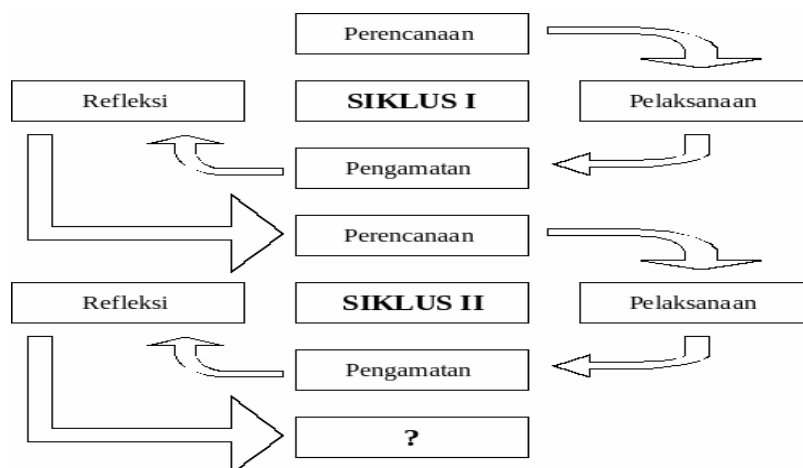 Perencanaan
Refleksi
SIKLUS I
Pelaksanaan
Pengamatan
Perencanaan
Refleksi
SIKLUS II
Pelaksanaan
Pengamatan
?